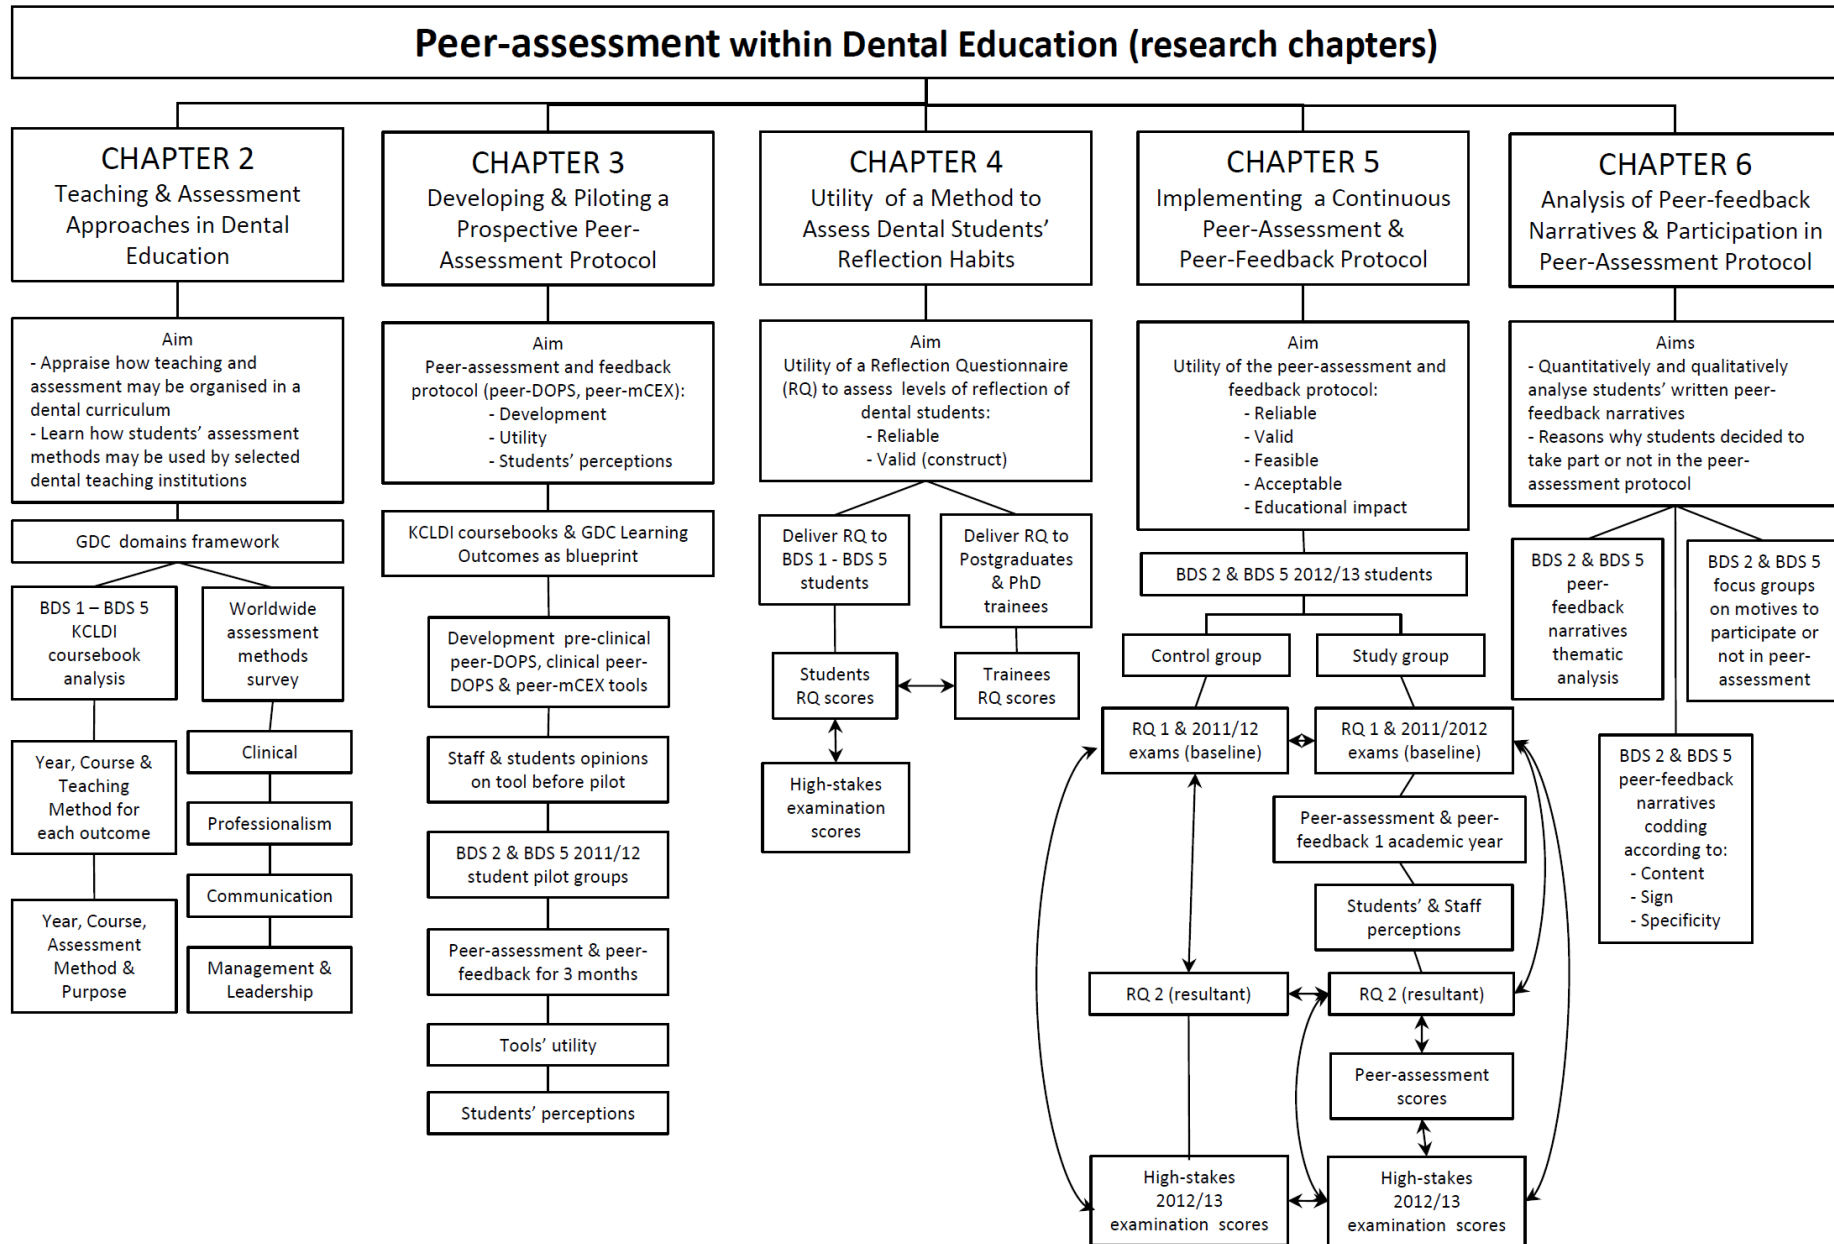 Peer-assessment within Dental Education (research chapters)
CHAPTER 2
Teaching & Assessment
Approaches in Dental
Education
Aim
- Appraise how teaching and
assessment may be organised in a
dental curriculum
- Learn how students' assessment
methods may be used by selected
dental teaching institutions
GDC domains framework
BDS 1 – BDS 5
KCLDI
coursebook
analysis
Year, Course &
Teaching
Method for
each outcome
Year, Course,
Assessment
Method &
Purpose
Worldwide
assessment
methods
survey
Clinical
Professionalism
Communication
Management &
Leadership
CHAPTER 3
Developing & Piloting a
Prospective Peer-
Assessment Protocol
Aim
Peer-assessment and feedback
protocol (peer-DOPS, peer-mCEX):
- Development
- Utility
- Students' perceptions
KCLDI coursebooks & GDC Learning
Outcomes as blueprint
Development pre-clinical
peer-DOPS, clinical peer-
DOPS & peer-mCEX tools
Staff & students opinions
on tool before pilot
BDS 2 & BDS 5 2011/12
student pilot groups
Peer-assessment & peer-
feedback for 3 months
Tools' utility
Students' perceptions
CHAPTER 4
Utility of a Method to
Assess Dental Students'
Reflection Habits
Aim
Utility of a Reflection Questionnaire
(RQ) to assess levels of reflection of
dental students:
- Reliable
- Valid (construct)
Deliver RQ to
BDS 1 - BDS 5
students
Students
RQ scores
High-stakes
examination
scores
Deliver RQ to
Postgraduates
& PhD
trainees
Trainees
RQ scores
CHAPTER 5
Implementing a Continuous
Peer-Assessment &
Peer-Feedback Protocol
Aim
Utility of the peer-assessment and
feedback protocol:
- Reliable
- Valid
- Feasible
- Acceptable
- Educational impact
BDS 2 & BDS 5 2012/13 students
Control group
RQ 1 & 2011/12
exams (baseline)
RQ 2 (resultant)
High-stakes
2012/13
examination scores
Study group
RQ 1 & 2011/2012
exams (baseline)
Peer-assessment & peer-
feedback 1 academic year
Students' & Staff
perceptions
RQ 2 (resultant)
Peer-assessment
scores
High-stakes
2012/13
examination scores
CHAPTER 6
Analysis of Peer-feedback
Narratives & Participation in
Peer-Assessment Protocol
Aims
- Quantitatively and qualitatively
analyse students' written peer-
feedback narratives
- Reasons why students decided to
take part or not in the peer-
assessment protocol
BDS 2 & BDS 5
peer-
feedback
narratives
thematic
analysis
BDS 2 & BDS 5
peer-feedback
narratives
codding
according to:
- Content
- Sign
- Specificity
BDS 2 & BDS 5
focus groups
on motives to
participate or
not in peer-
assessment